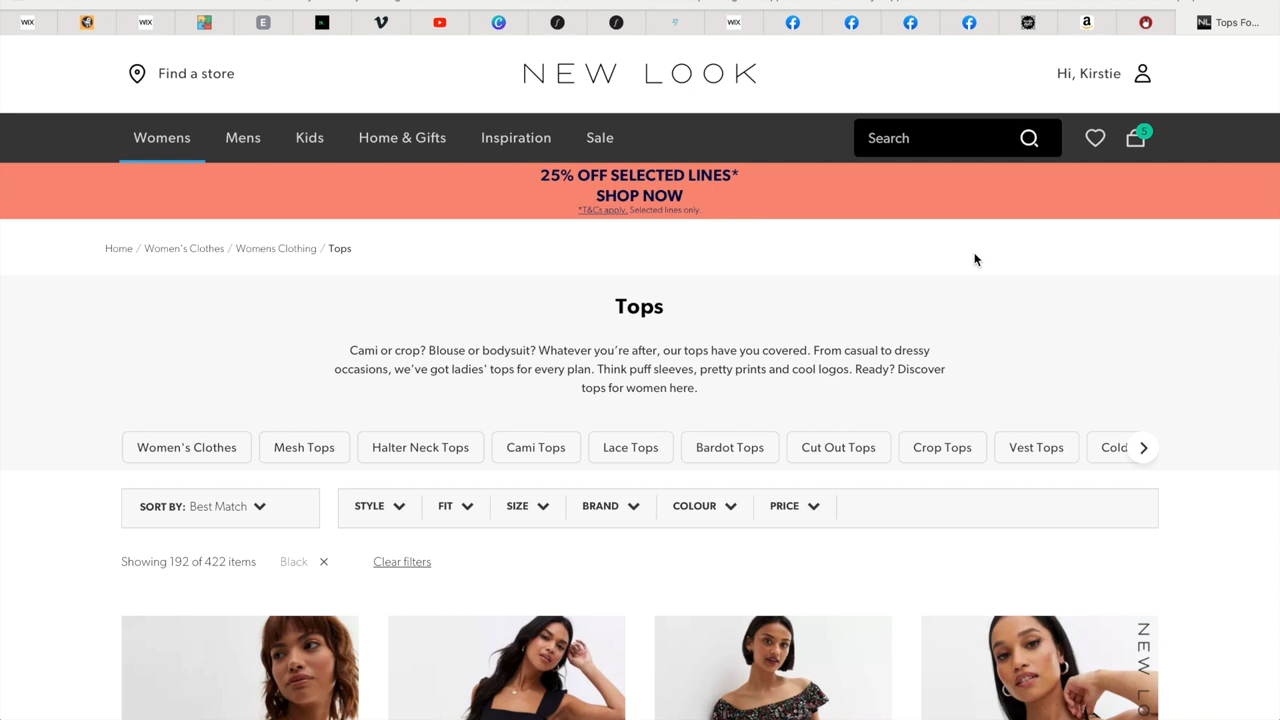 WIX
WIX
E
WIX
a
NL Tops Fo...
Find a store
NEW LOOK
Hi, Kirstie
Womens Mens Kids Home & Gifts Inspiration Sale
Search
5
25% OFF SELECTED LINES*
SHOP NOW
*T&Cs apply. Selected lines only.
Home / Women's Clothes / Womens Clothing / Tops
Tops
Cami or crop? Blouse or bodysuit? Whatever you're after, our tops have you covered. From casual to dressy
occasions, we've got ladies' tops for every plan. Think puff sleeves, pretty prints and cool logos. Ready? Discover
tops for women here.
Women's Clothes Mesh Tops Halter Neck Tops Cami Tops Lace Tops Bardot Tops Cut Out Tops Crop Tops Vest Tops Cold
SORT BY: Best Match STYLE FIT SIZE BRAND COLOUR PRICE
Showing 192 of 422 items Black Clear filters
NEW LO